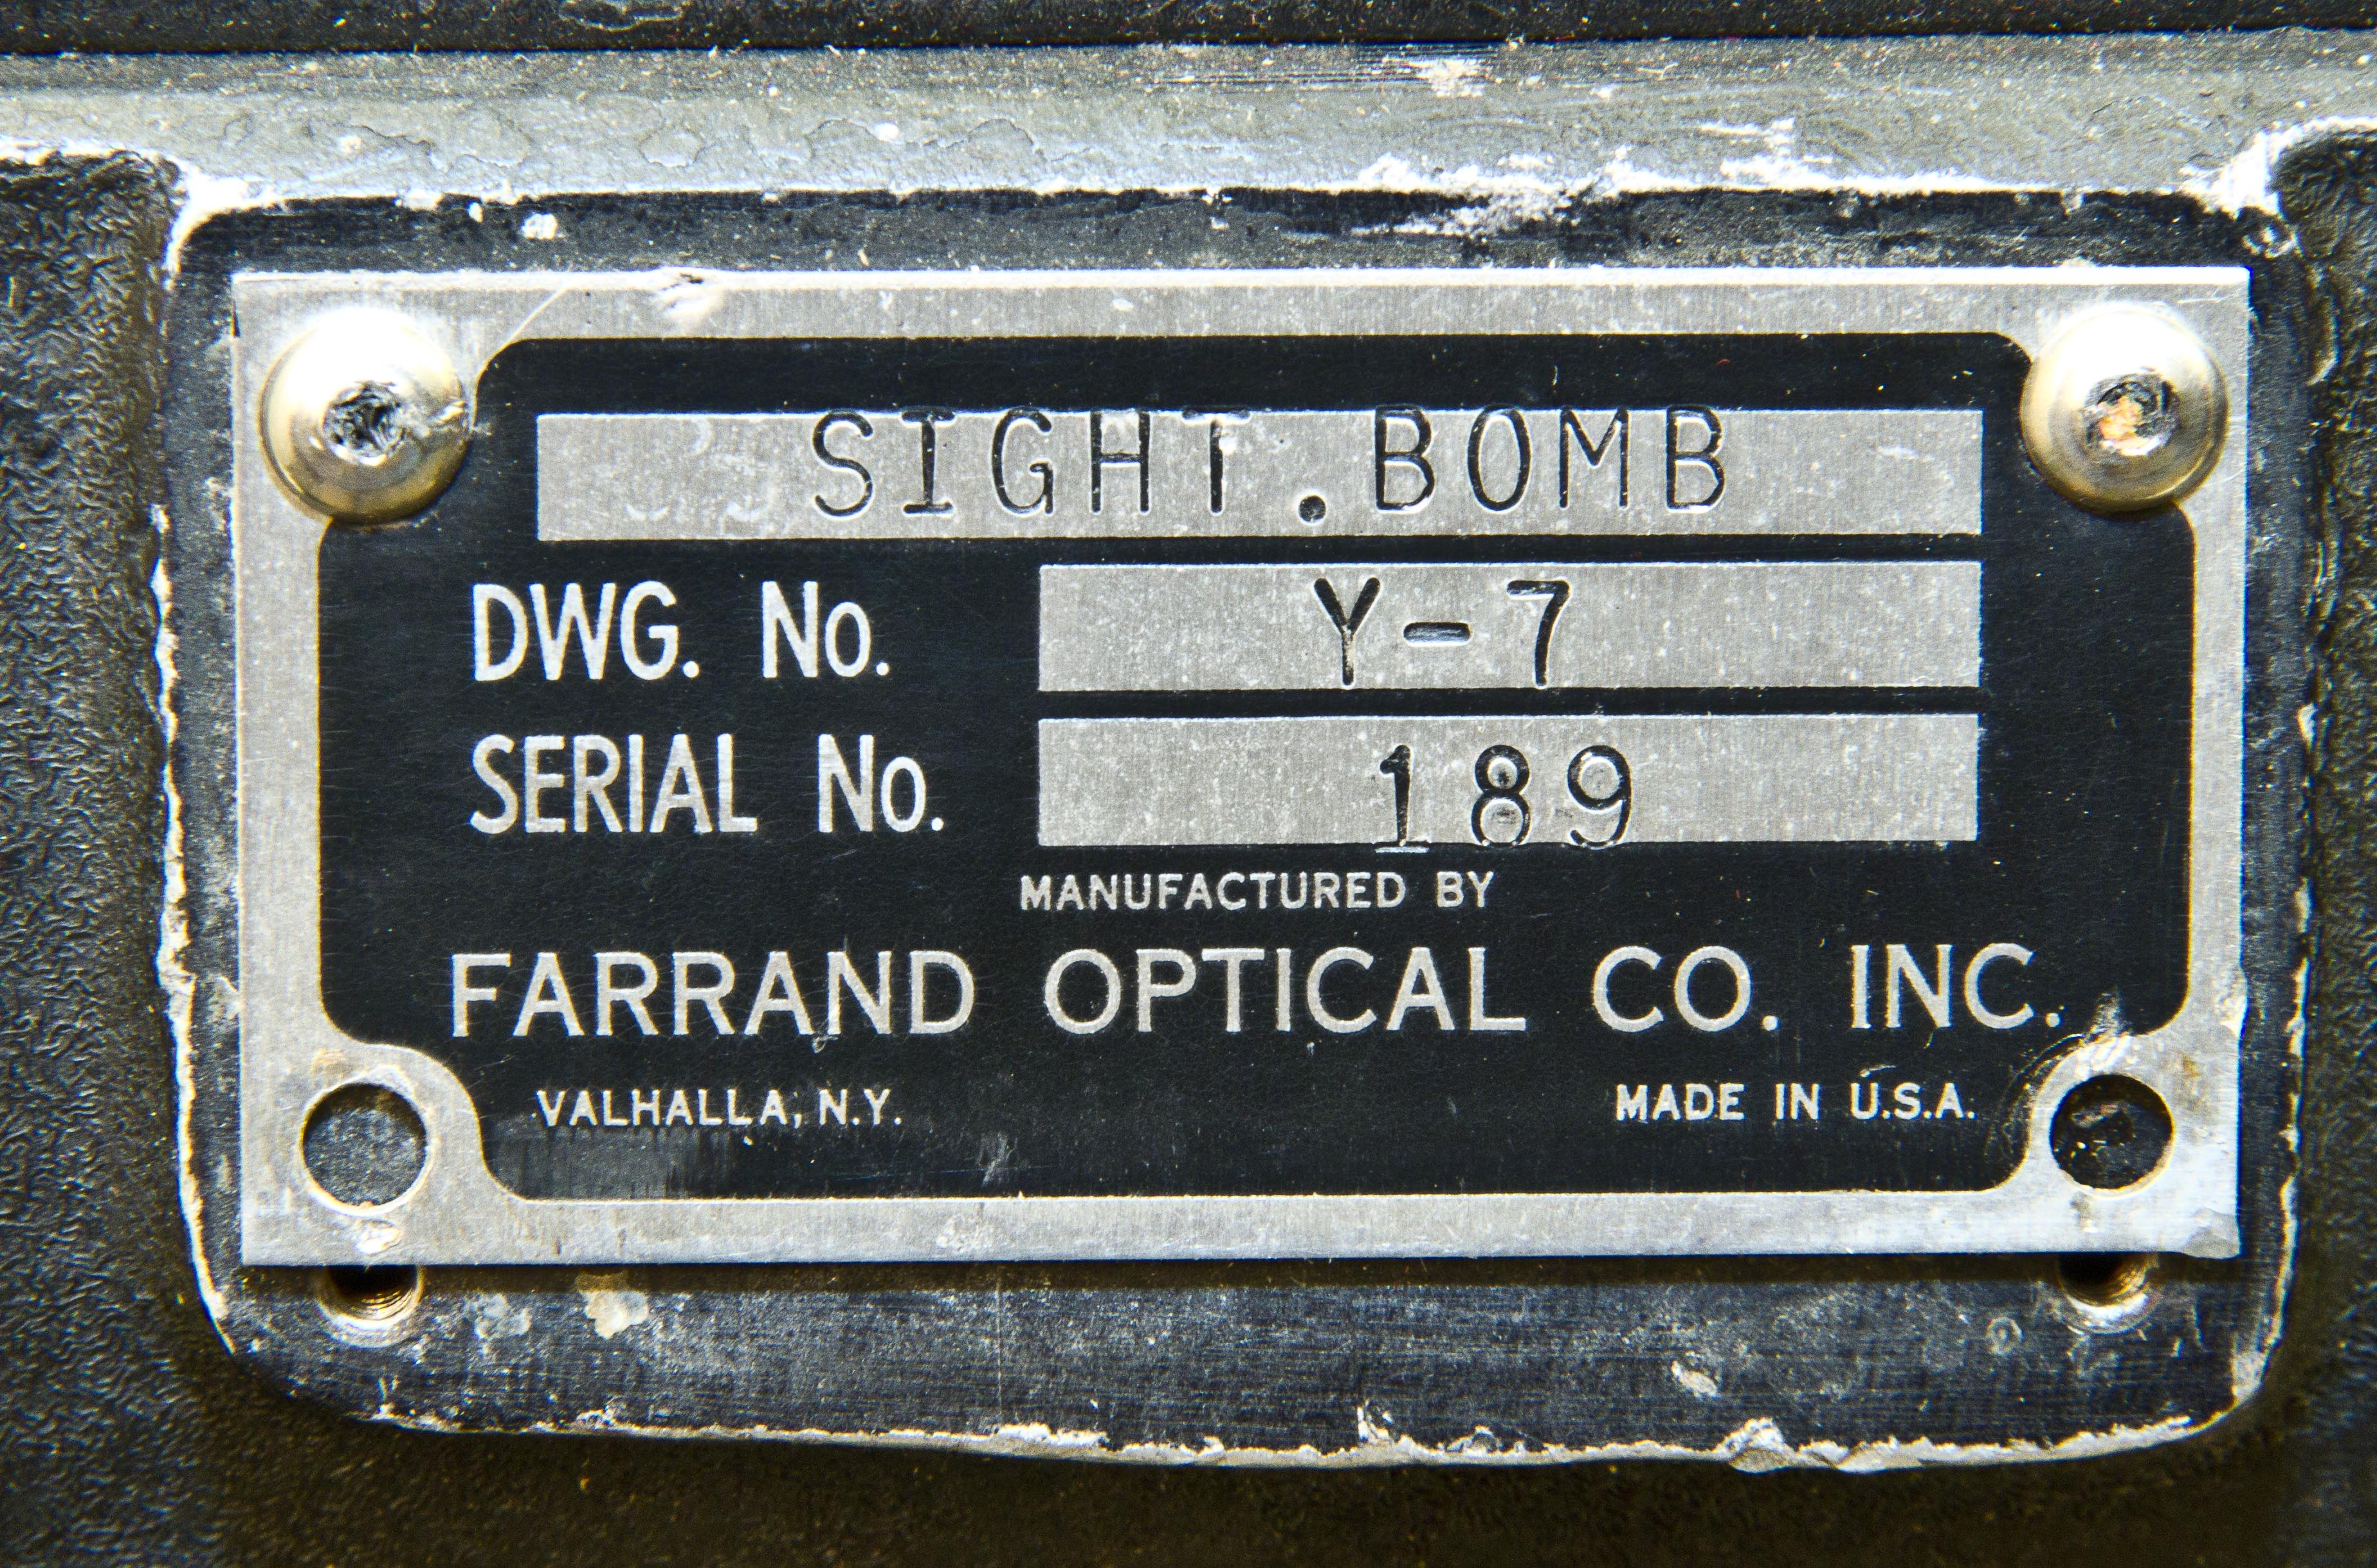 SIGHT.BOMB
DWG. No. Y-7
SERIAL No. 189
MANUFACTURED BY
FARRAND OPTICAL CO. INC.
VALHALLA, N.Y. MADE IN U.S.A.